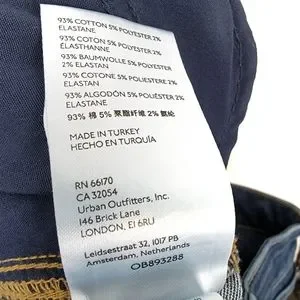 93% COTTON 5% POLYESTER 2%
ELASTANE
93% COTON 5% POLYESTER 2%
ÉLASTHANNE
93% BAUMWOLLE 5% POLYESTER
2% ELASTAN
93% COTONE 5% POLIESTERE 2%
ELASTAN
93% ALGODÓN 5% POLIÉSTER 2%
ELASTANE
93% 棉 5% 聚酯纤维 2% 氨纶
MADE IN TURKEY
HECHO EN TURQUÍA
RN 66170
CA 32054
Urban Outfitters, Inc.
146 Brick Lane
LONDON, E1 6RU
Leidsestraat 32, 1017 PB
Amsterdam, Netherlands
OB893288